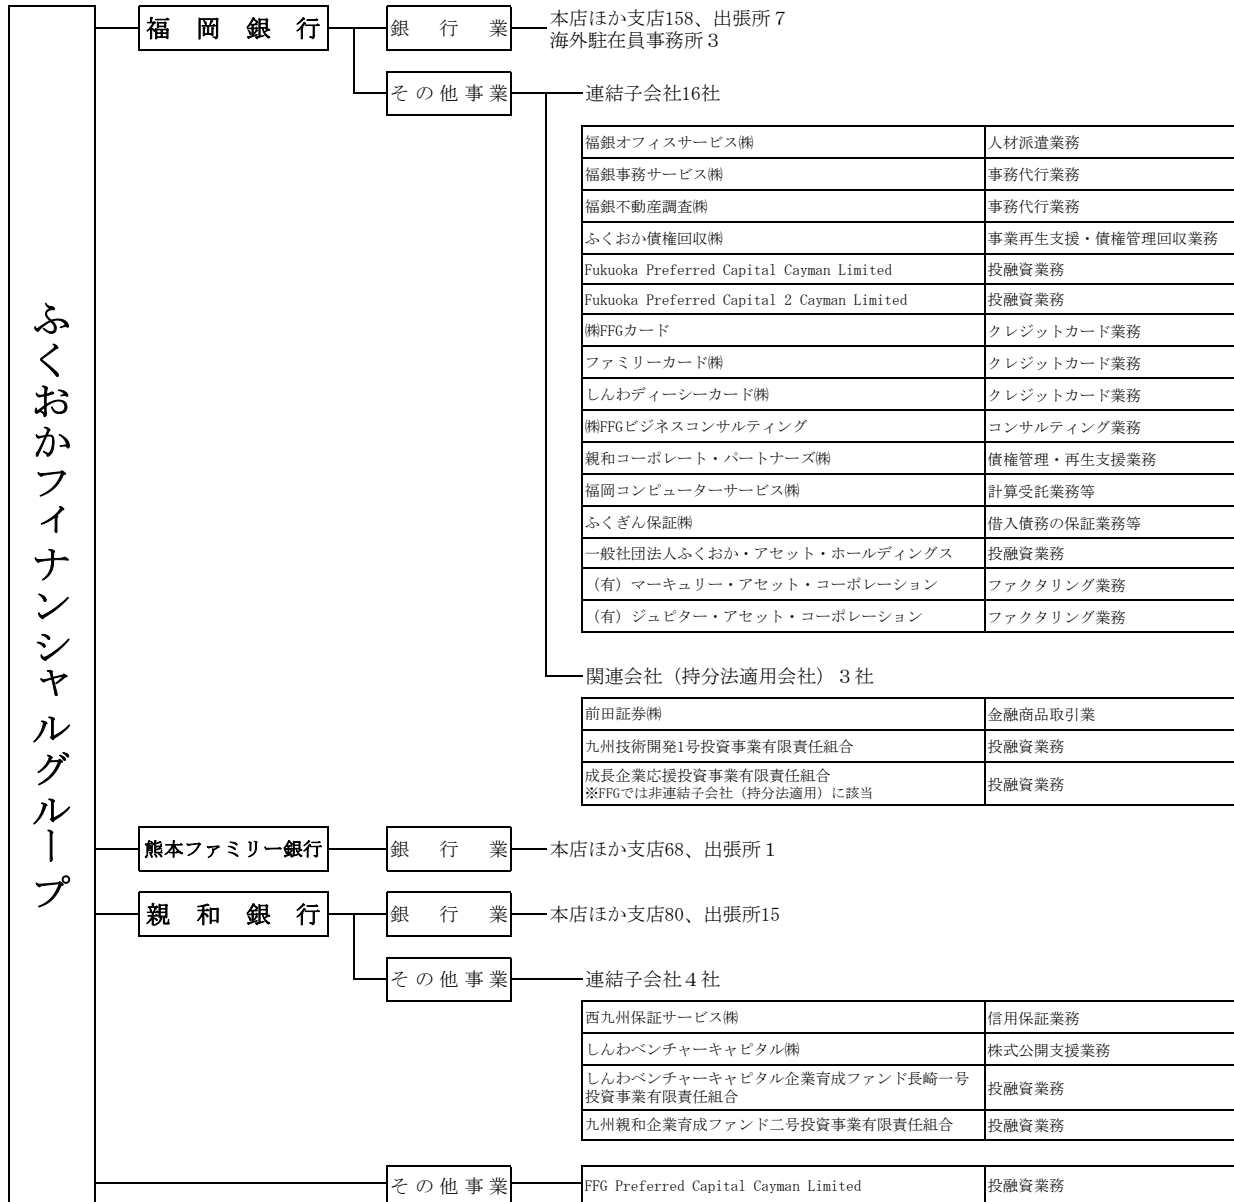 ふくおかフィナンシャルグループ
福岡銀行
銀行業
本店ほか支店158、出張所７
海外駐在員事務所３
その他事業
連結子会社16社
福銀オフィスサービス㈱ 人材派遣業務
福銀事務サービス㈱ 事務代行業務
福銀不動産調査㈱ 事務代行業務
ふくおか債権回収㈱ 事業再生支援・債権管理回収業務
Fukuoka Preferred Capital Cayman Limited 投融資業務
Fukuoka Preferred Capital 2 Cayman Limited 投融資業務
㈱FFGカード クレジットカード業務
ファミリーカード㈱ クレジットカード業務
しんわディーシーカード㈱ クレジットカード業務
㈱FFGビジネスコンサルティング コンサルティング業務
親和コーポレート・パートナーズ㈱ 債権管理・再生支援業務
福岡コンピューターサービス㈱ 計算受託業務等
ふくぎん保証㈱ 借入債務の保証業務等
一般社団法人ふくおか・アセット・ホールディングス 投融資業務
（有）マーキュリー・アセット・コーポレーション ファクタリング業務
（有）ジュピター・アセット・コーポレーション ファクタリング業務
関連会社（持分法適用会社）３社
前田証券㈱ 金融商品取引業
九州技術開発1号投資事業有限責任組合 投融資業務
成長企業応援投資事業有限責任組合
※FFGでは非連結子会社（持分法適用）に該当
投融資業務
熊本ファミリー銀行
銀行業
本店ほか支店68、出張所１
親和銀行
銀行業
本店ほか支店80、出張所15
その他事業
連結子会社４社
西九州保証サービス㈱ 信用保証業務
しんわベンチャーキャピタル㈱ 株式公開支援業務
しんわベンチャーキャピタル企業育成ファンド長崎一号
投資事業有限責任組合
投融資業務
九州親和企業育成ファンド二号投資事業有限責任組合 投融資業務
その他事業
FFG Preferred Capital Cayman Limited 投融資業務